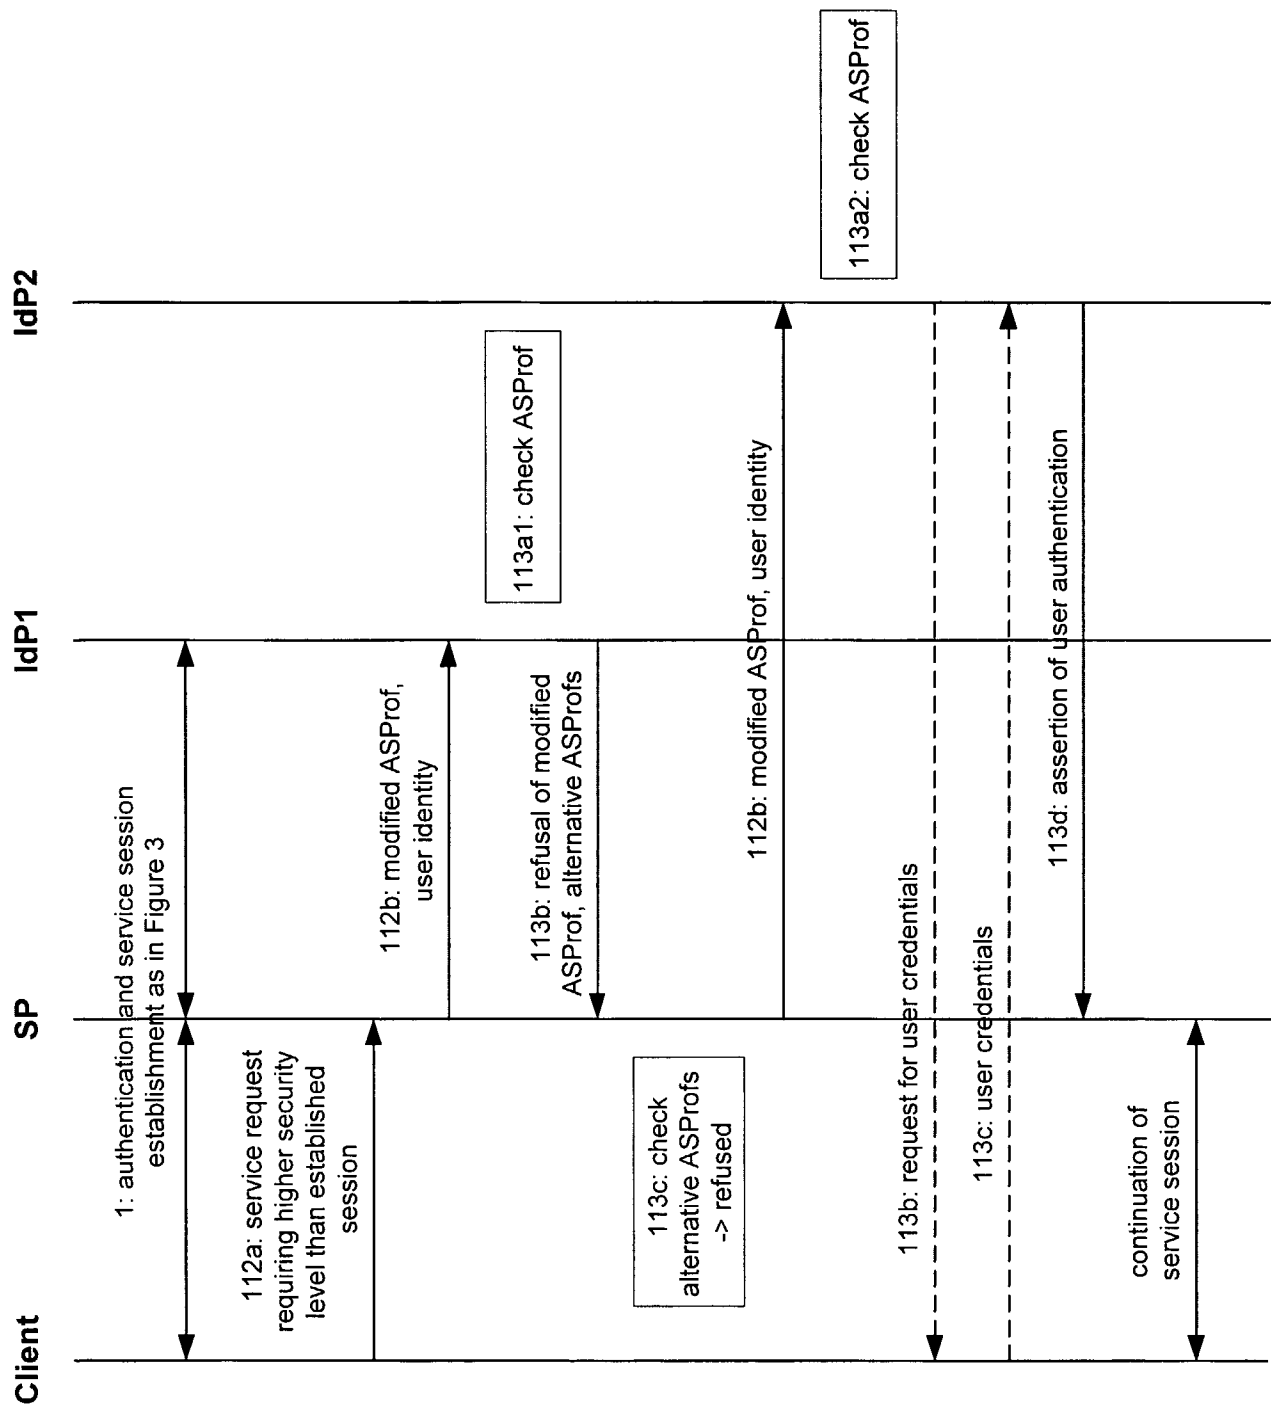 Client
SP
IdP1
IdP2
1: authentication and service session
establishment as in Figure 3
112a: service request
requiring higher security
level than established
session
112b: modified ASProf,
user identity
113a1: check ASProf
113b: refusal of modified
ASProf, alternative ASProfs
113c: check
alternative ASProfs
-> refused
112b: modified ASProf, user identity
113a2: check ASProf
113b: request for user credentials
113c: user credentials
113d: assertion of user authentication
continuation of
service session